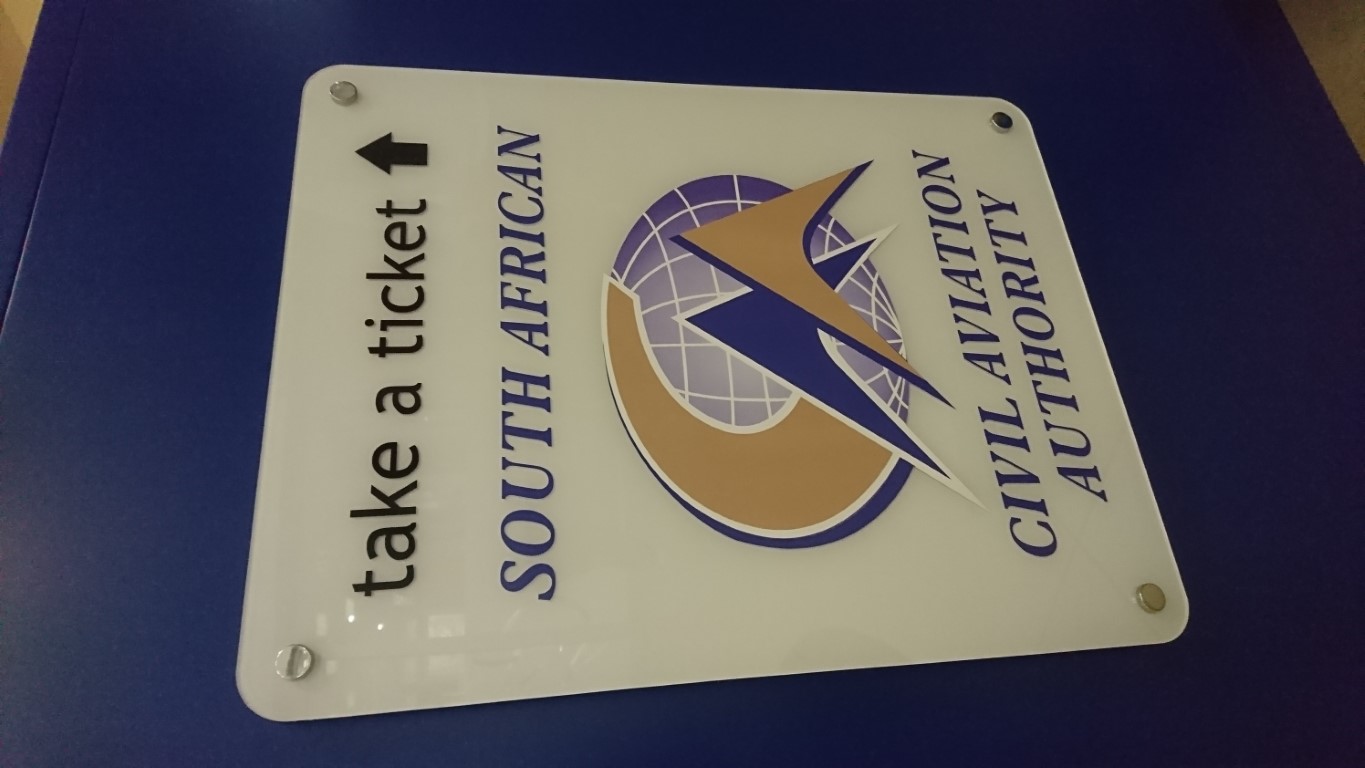 take a ticket
SOUTH AFRICAN
CIVIL AVIATION
AUTHORITY